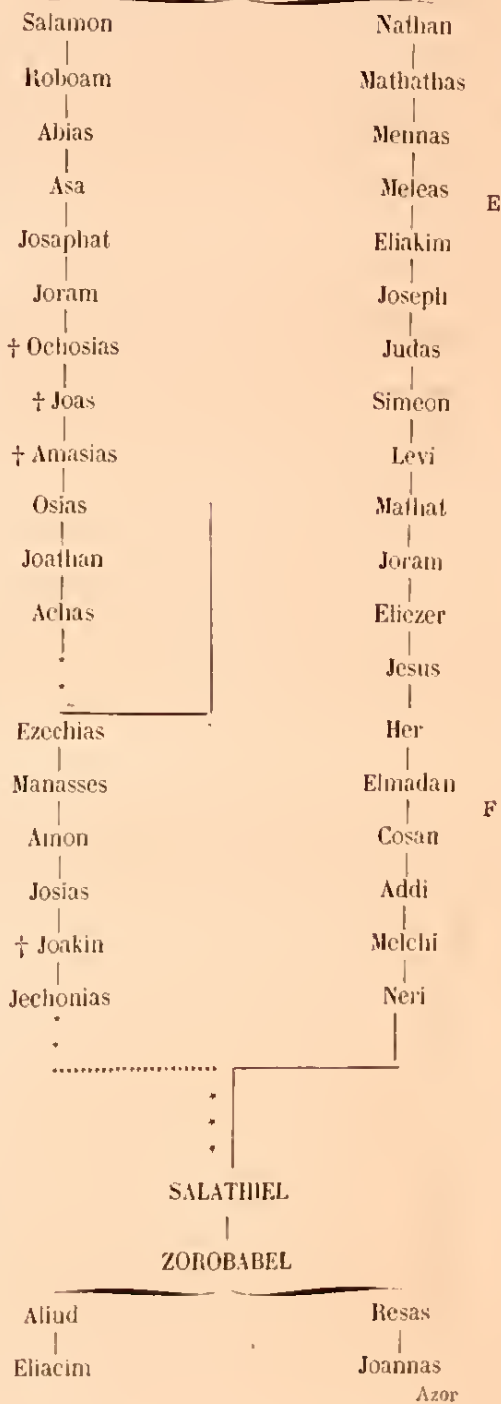 Salamon Nathan
Roboam Mathathas
Abias Mennas
Asa Meleas E
Josaphat Eliakim
Joram Joseph
† Ochosias Judas
† Joas Simeon
† Amasias Levi
Osias Mathat
Joathan Joram
Achas Eliezer
Jesus
Ezechias Her
Manasses Elmadan
F
Amon Cosan
Josias Addi
† Joakin Melchi
Jechonias Neri
SALATHIEL
ZOROBABEL
Aliud Resas
Eliacim Joannas
Azor